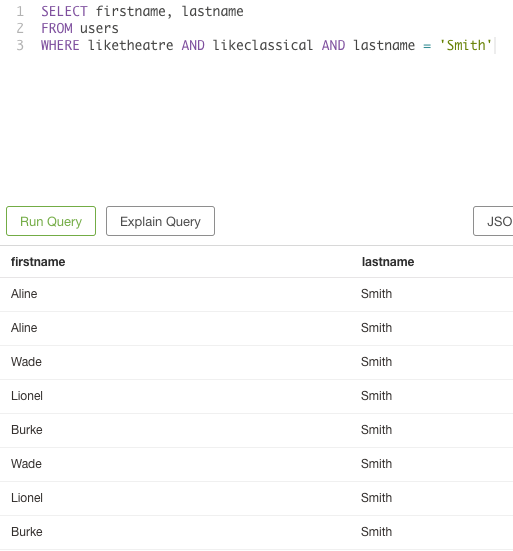 1 SELECT firstname, lastname
2 FROM users
3 WHERE liketheatre AND likeclassical AND lastname = 'Smith'
Run Query Explain Query JSO
firstname lastname
Aline Smith
Aline Smith
Wade Smith
Lionel Smith
Burke Smith
Wade Smith
Lionel Smith
Burke Smith